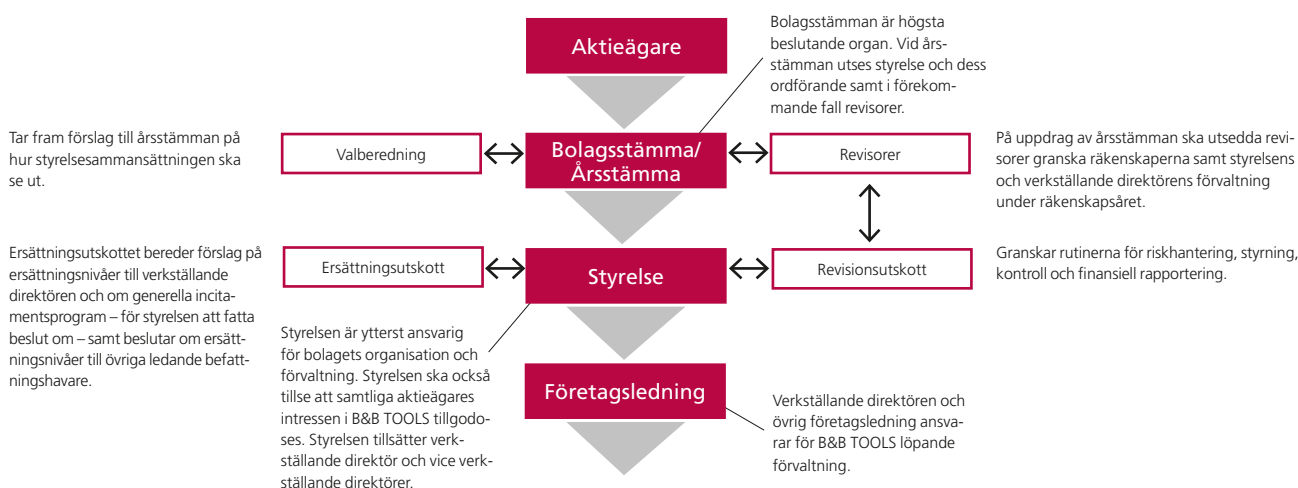 Aktieägare
Bolagsstämman är högsta
beslutande organ. Vid års-
stämman utses styrelse och dess
ordförande samt i förekom-
mande fall revisorer.
Tar fram förslag till årsstämman på
hur styrelsesammansättningen ska
se ut.
Valberedning
Bolagsstämma/
Årsstämma
Revisorer
På uppdrag av årsstämman ska utsedda revi-
sorer granska räkenskaperna samt styrelsens
och verkställande direktörens förvaltning
under räkenskapsåret.
Ersättningsutskottet bereder förslag på
ersättningsnivåer till verkställande
direktören och om generella incita-
mentsprogram – för styrelsen att fatta
beslut om – samt beslutar om ersätt-
ningsnivåer till övriga ledande befatt-
ningshavare.
Ersättningsutskott
Styrelse
Revisionsutskott
Granskar rutinerna för riskhantering, styrning,
kontroll och finansiell rapportering.
Styrelsen är ytterst ansvarig
för bolagets organisation och
förvaltning. Styrelsen ska också
tillse att samtliga aktieägares
intressen i B&B TOOLS tillgodo-
ses. Styrelsen tillsätter verk-
ställande direktör och vice verk-
ställande direktörer.
Företagsledning
Verkställande direktören och
övrig företagsledning ansva-
rar för B&B TOOLS löpande
förvaltning.